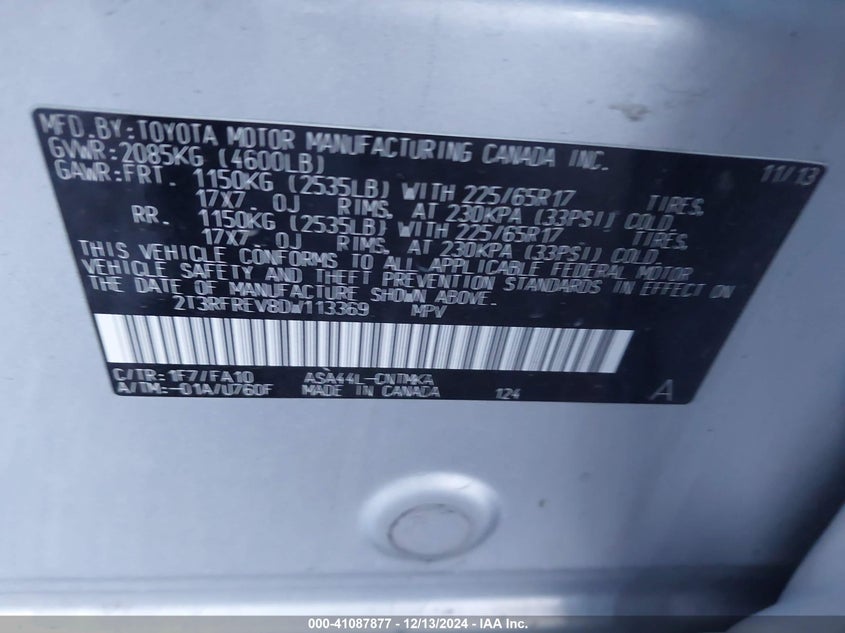 MFD. BY: TOYOTA MOTOR MANUFACTURING CANADA INC.
GVWR: 2085KG (4600LB) 11/13
GAWR: FRT. 1150KG (2535LB) WITH 225/65R17 TIRES,
17X7.0J RIMS, AT 230KPA (33PSI) COLD.
RR. 1150KG (2535LB) WITH 225/65R17 TIRES,
17X7.0J RIMS, AT 230KPA (33PSI) COLD.
THIS VEHICLE CONFORMS TO ALL APPLICABLE FEDERAL MOTOR
VEHICLE SAFETY AND THEFT PREVENTION STANDARDS IN EFFECT ON
THE DATE OF MANUFACTURE SHOWN ABOVE.
2T3RFREV8DW113369 MPV
C/TR: 1F7/FA10 ASA44L-CNTMKA
A/TM: -01A/U760F MADE IN CANADA 124 A
000-41087877 - 12/13/2024 - IAA Inc.